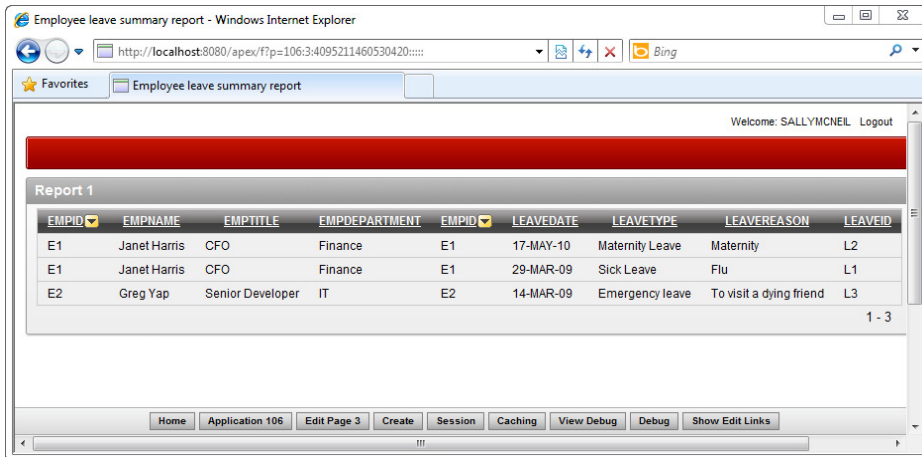 Employee leave summary report - Windows Internet Explorer
http://localhost:8080/apex/f?p=106:3:4095211460530420::::: Bing
Favorites Employee leave summary report
Welcome: SALLYMCNEIL Logout
Report 1
EMPID EMPNAME EMPTITLE EMPDEPARTMENT EMPID LEAVEDATE LEAVETYPE LEAVEREASON LEAVEID
E1 Janet Harris CFO Finance E1 17-MAY-10 Maternity Leave Maternity L2
E1 Janet Harris CFO Finance E1 29-MAR-09 Sick Leave Flu L1
E2 Greg Yap Senior Developer IT E2 14-MAR-09 Emergency leave To visit a dying friend L3
1 - 3
Home Application 106 Edit Page 3 Create Session Caching View Debug Debug Show Edit Links